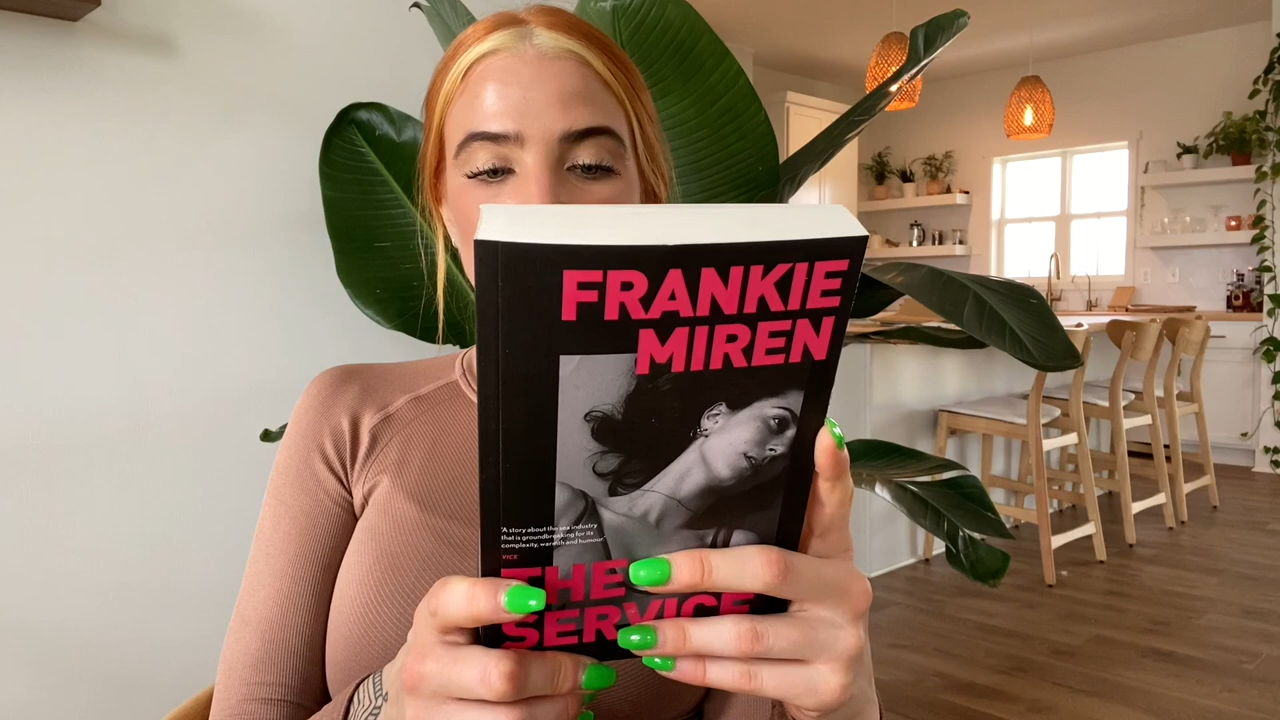 FRANKIE
MIREN
"A story about the sex industry
that is groundbreaking for its
complexity, warmth and humour."
VICE
THE
SERVICE